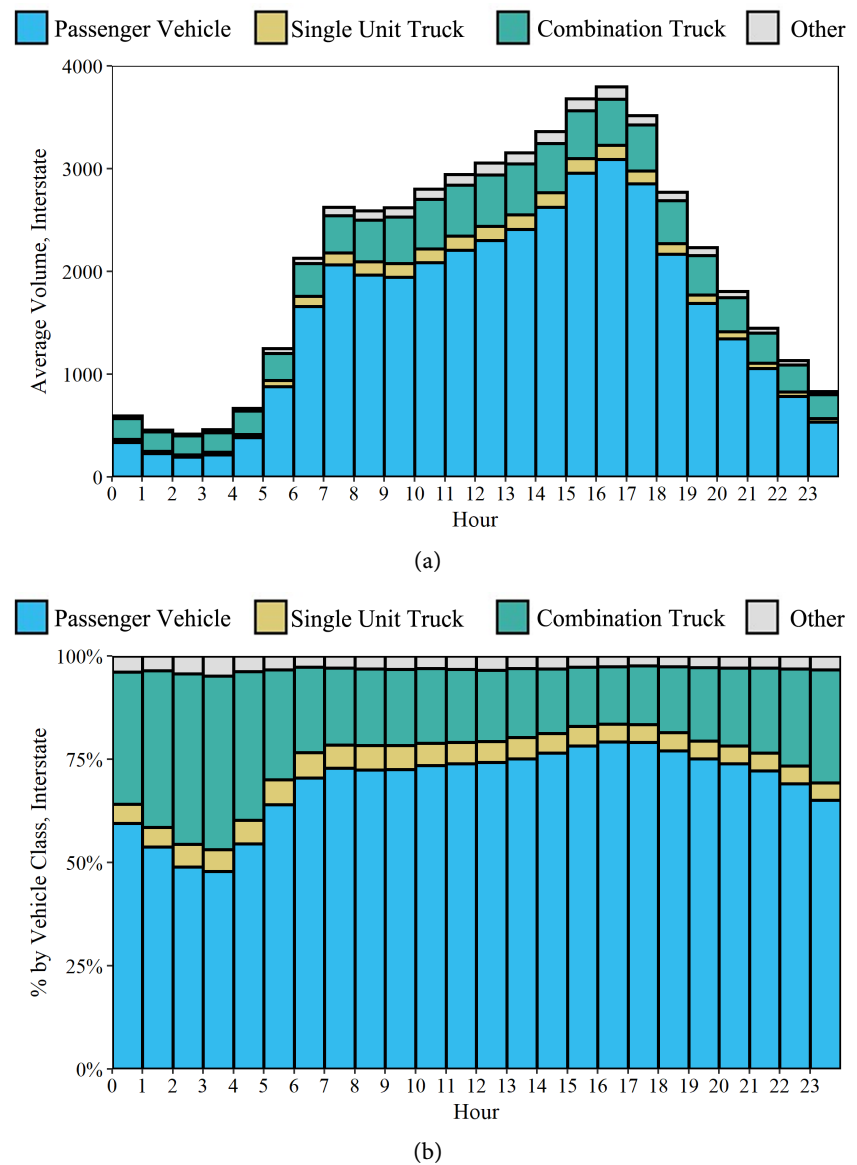 Passenger Vehicle Single Unit Truck Combination Truck Other
4000
3000
2000
1000
0
Average Volume, Interstate
0 1 2 3 4 5 6 7 8 9 10 11 12 13 14 15 16 17 18 19 20 21 22 23
Hour
(a)
Passenger Vehicle Single Unit Truck Combination Truck Other
100%
75%
50%
25%
0%
% by Vehicle Class, Interstate
0 1 2 3 4 5 6 7 8 9 10 11 12 13 14 15 16 17 18 19 20 21 22 23
Hour
(b)